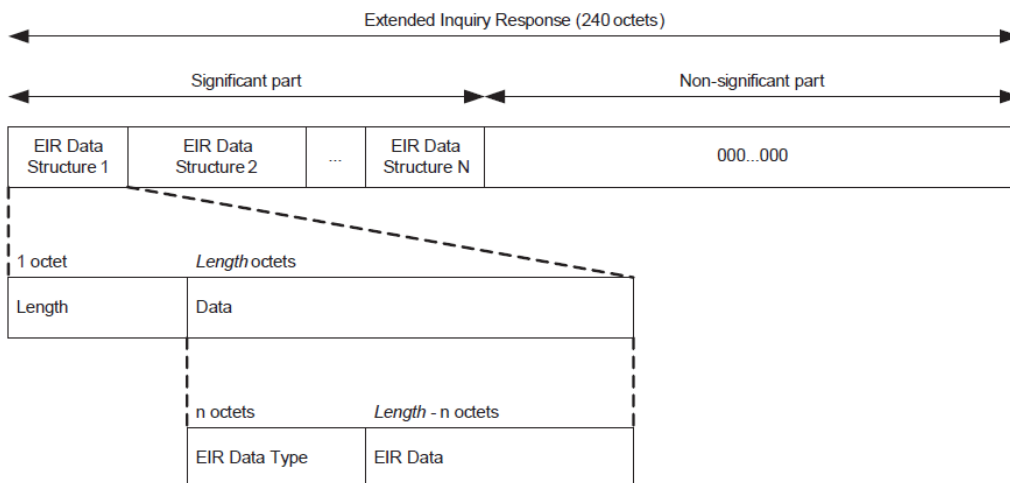 Extended Inquiry Response (240 octets)
Significant part
Non-significant part
EIR Data
Structure 1
EIR Data
Structure 2
...
EIR Data
Structure N
000...000
1 octet
Length octets
Length
Data
n octets
Length - n octets
EIR Data Type
EIR Data